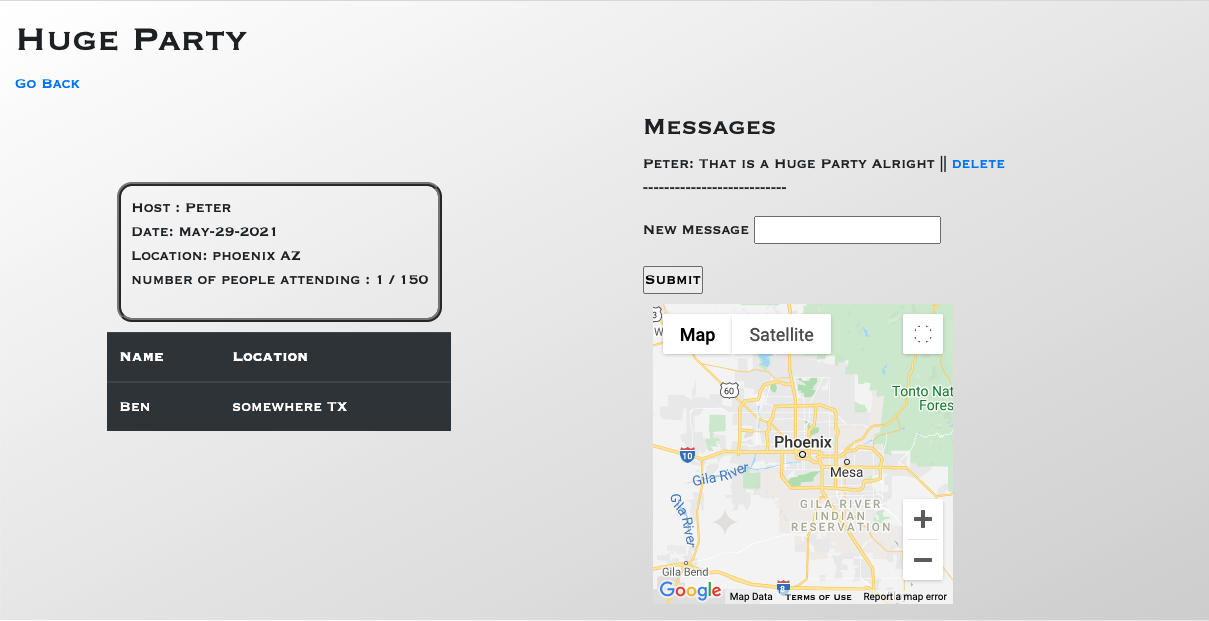 Huge Party
Go Back
Host : Peter
Date: May-29-2021
Location: phoenix AZ
number of people attending : 1 / 150
Name Location
Ben somewhere TX
Messages
Peter: That is a Huge Party Alright || delete
---------------------------
New Message
Submit
Map Satellite
60
Tonto Nat
Fores
Phoenix
10
Mesa
Gila River
Gila River
GILA RIVER
INDIAN
RESERVATION
Gila Bend
8
Google Map Data Terms of Use Report a map error